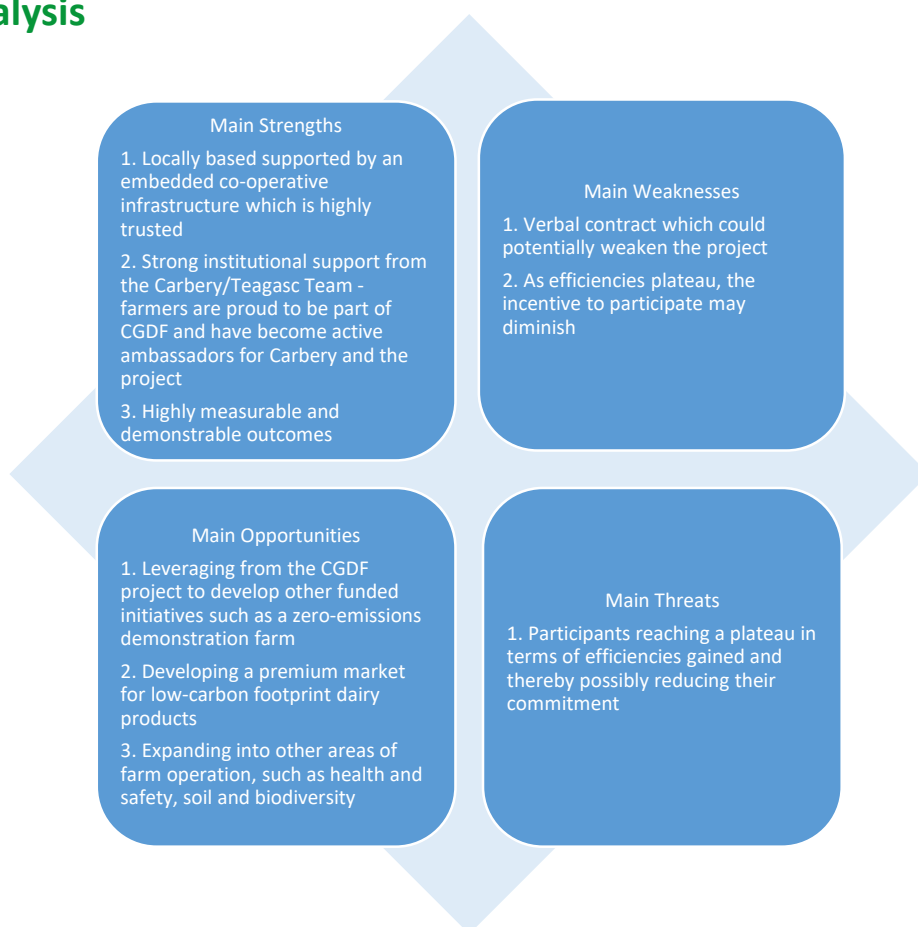 alysis
Main Strengths
1. Locally based supported by an
embedded co-operative
infrastructure which is highly
trusted
2. Strong institutional support from
the Carbery/Teagasc Team -
farmers are proud to be part of
CGDF and have become active
ambassadors for Carbery and the
project
3. Highly measurable and
demonstrable outcomes
Main Weaknesses
1. Verbal contract which could
potentially weaken the project
2. As efficiencies plateau, the
incentive to participate may
diminish
Main Opportunities
1. Leveraging from the CGDF
project to develop other funded
initiatives such as a zero-emissions
demonstration farm
2. Developing a premium market
for low-carbon footprint dairy
products
3. Expanding into other areas of
farm operation, such as health and
safety, soil and biodiversity
Main Threats
1. Participants reaching a plateau in
terms of efficiencies gained and
thereby possibly reducing their
commitment